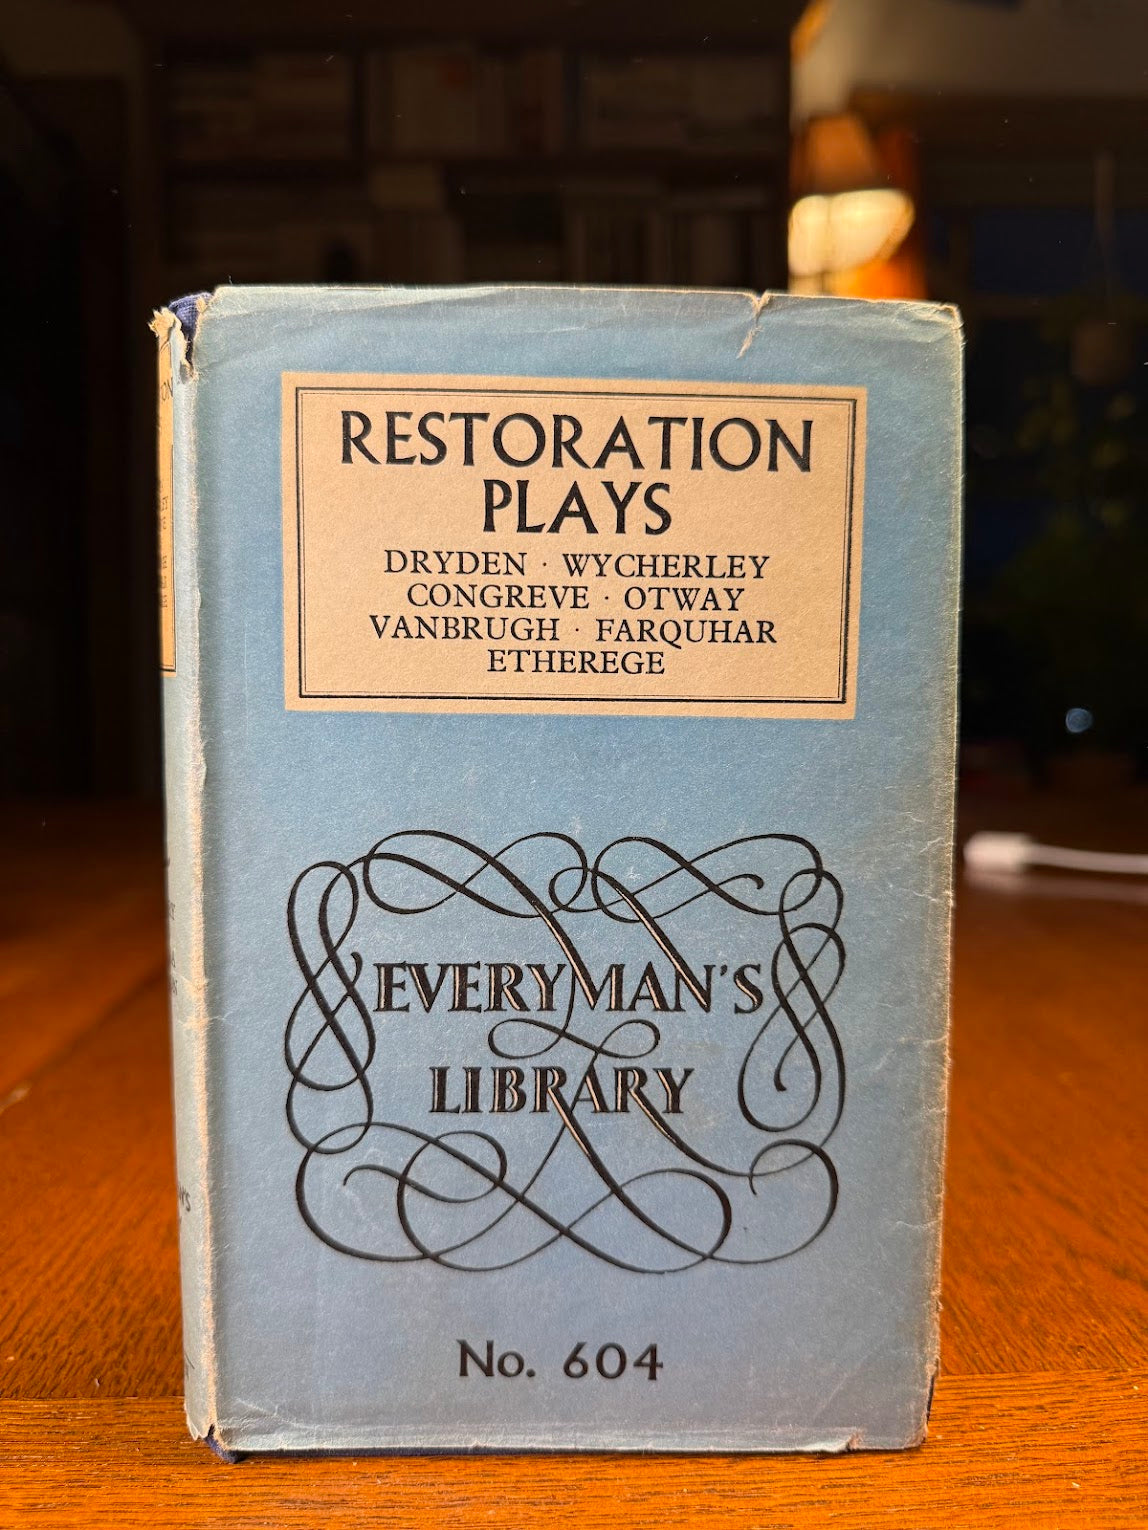 RESTORATION
PLAYS
DRYDEN · WYCHERLEY
CONGREVE · OTWAY
VANBRUGH · FARQUHAR
ETHEREGE
EVERYMAN'S
LIBRARY
No. 604